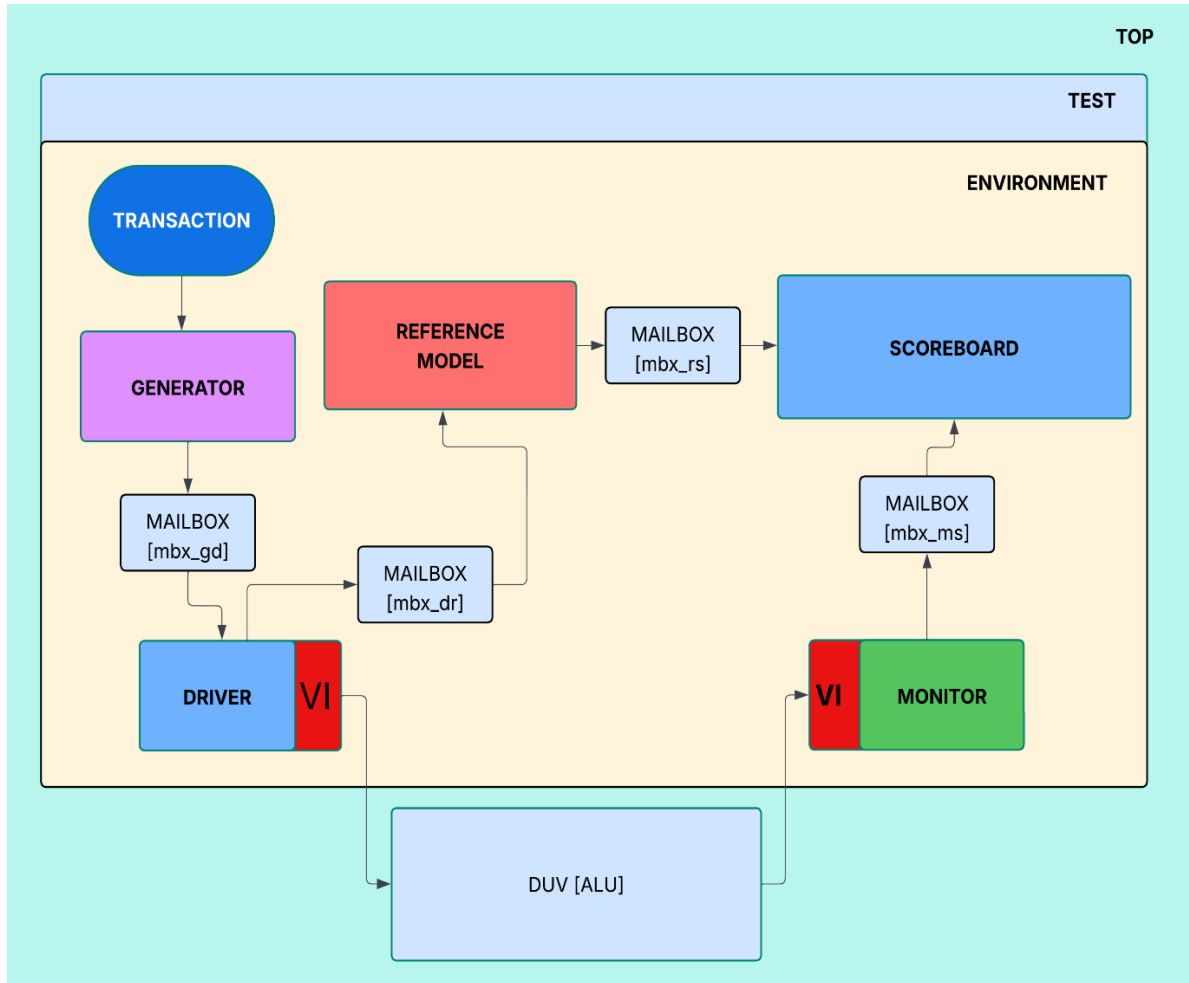 TOP
TEST
ENVIRONMENT
TRANSACTION
GENERATOR
REFERENCE
MODEL
MAILBOX
[mbx_rs]
SCOREBOARD
MAILBOX
[mbx_gd]
MAILBOX
[mbx_dr]
MAILBOX
[mbx_ms]
DRIVER
VI
VI
MONITOR
DUV [ALU]